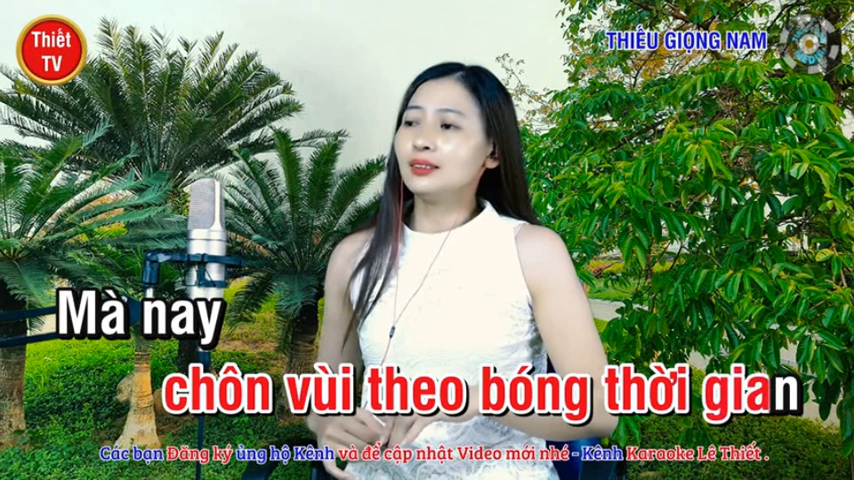 Thiết
TV
THIẾU GIỌNG NAM
Mà nay
chôn vùi theo bóng thời gian
Các bạn Đăng ký ủng hộ Kênh và để cập nhật Video mới nhé - Kênh Karaoke Lê Thiết .